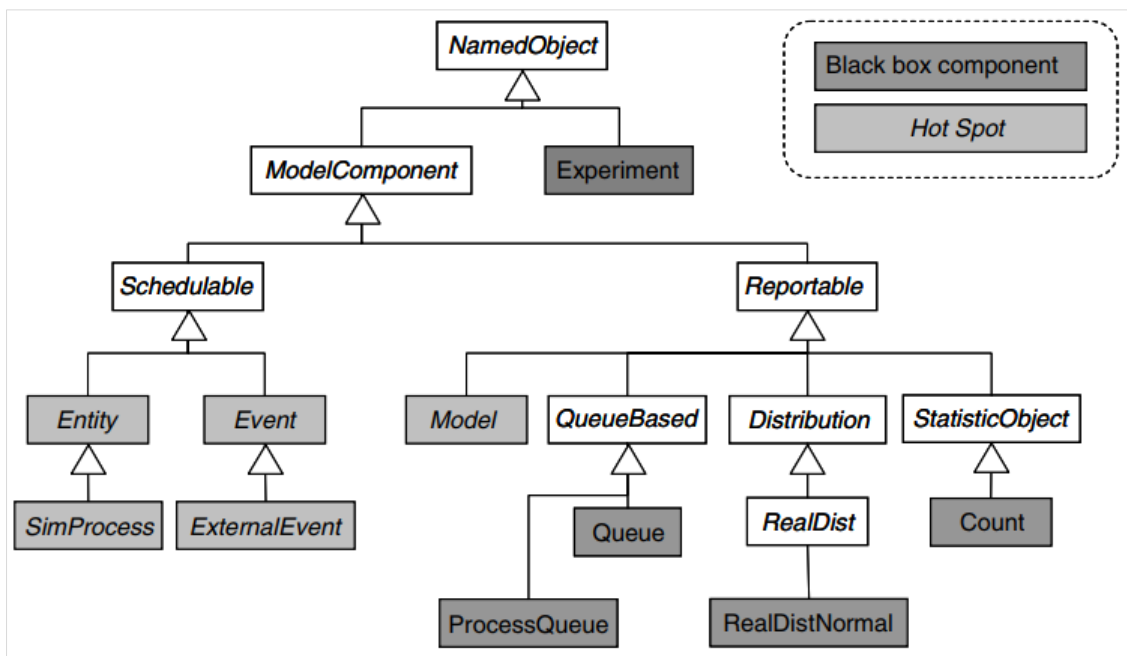 NamedObject
Black box component
Hot Spot
ModelComponent
Experiment
Schedulable
Reportable
Entity
Event
Model
QueueBased
Distribution
StatisticObject
SimProcess
ExternalEvent
Queue
RealDist
Count
ProcessQueue
RealDistNormal